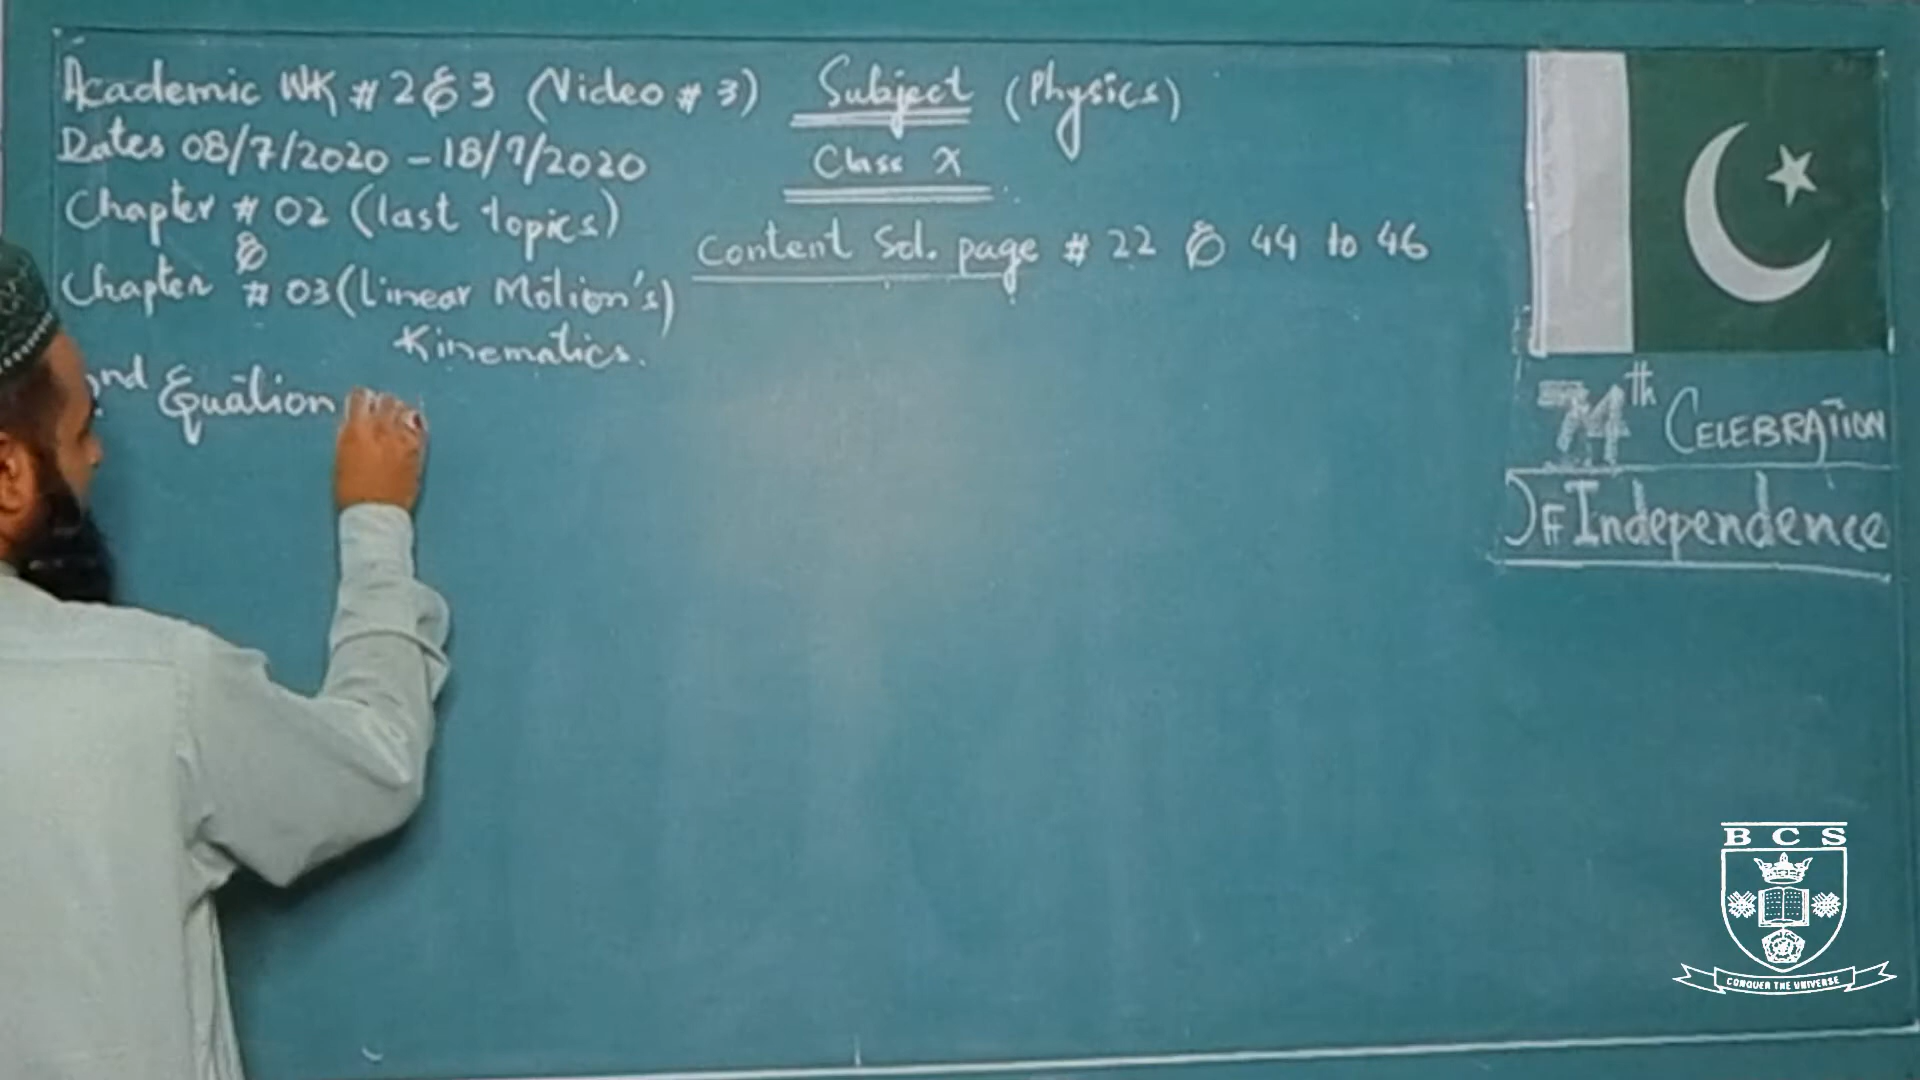 Academic WK # 2 & 3 (Video # 3)
Subject (Physics)
Dates 08/7/2020 - 18/7/2020
Class X
Chapter # 02 (last topics)
&
Content Sol. page # 22 & 44 to 46
Chapter # 03 (Linear Motion's)
Kinematics.
nd Equation
74th CELEBRATION
OF Independence
BCS
CONQUER THE UNIVERSE